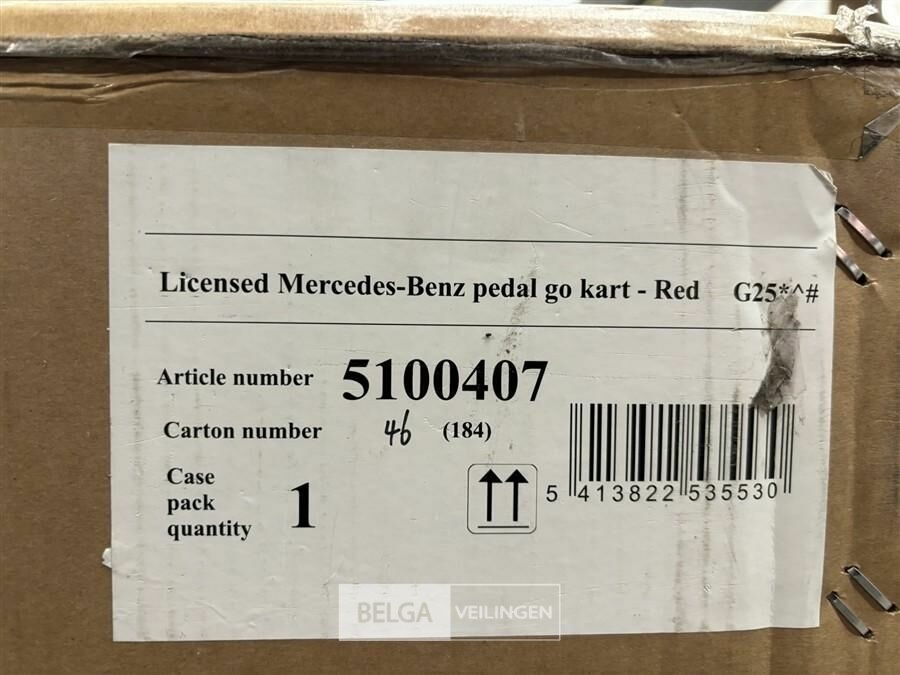 Licensed Mercedes-Benz pedal go kart - Red G25*^#
Article number 5100407
Carton number 46 (184)
Case
pack
quantity 1
5 413822 535530
BELGA VEILINGEN